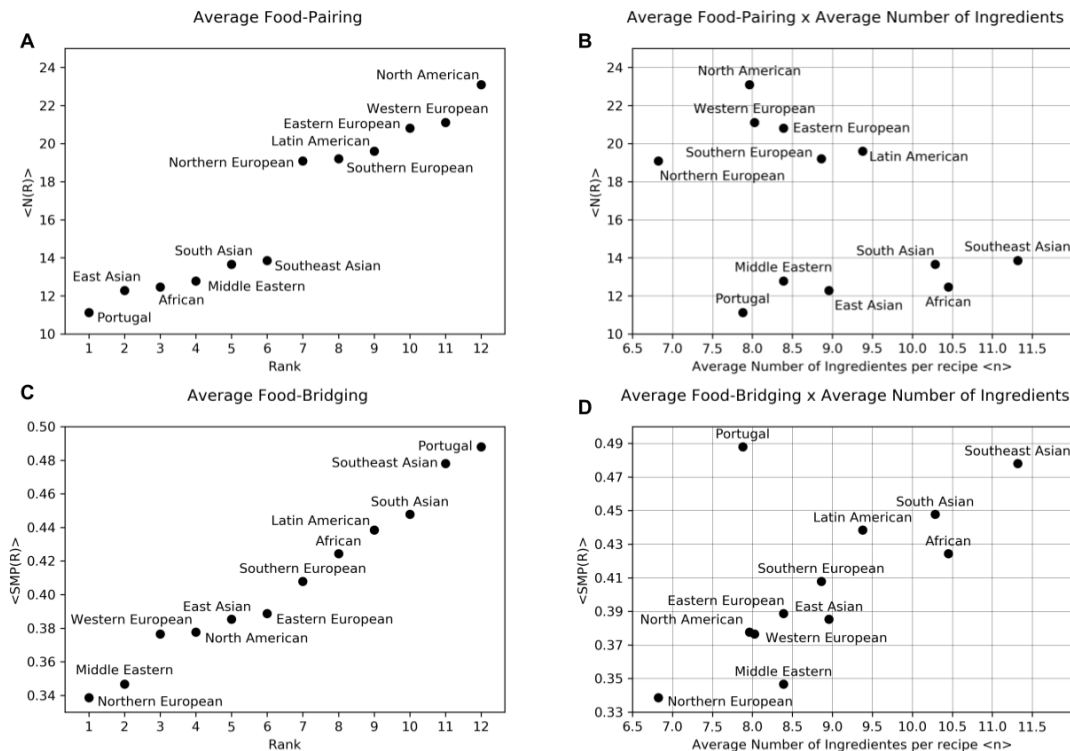 Average Food-Pairing
A
24
22
20
18
16
14
12
10
<N(R)>
North American
Western European
Eastern European
Latin American
Northern European
Southern European
South Asian
Southeast Asian
East Asian
Middle Eastern
African
Portugal
1 2 3 4 5 6 7 8 9 10 11 12
Rank
Average Food-Pairing x Average Number of Ingredients
B
24
22
20
18
16
14
12
10
<N(R)>
North American
Western European
Eastern European
Southern European
Latin American
Northern European
South Asian
Southeast Asian
Middle Eastern
Portugal
East Asian
African
6.5 7.0 7.5 8.0 8.5 9.0 9.5 10.0 10.5 11.0 11.5
Average Number of Ingredientes per recipe <n>
C
Average Food-Bridging
0.50
0.48
0.46
0.44
0.42
0.40
0.38
0.36
0.34
<SMP(R)>
Portugal
Southeast Asian
South Asian
Latin American
African
Southern European
East Asian
Western European
Eastern European
North American
Middle Eastern
Northern European
1 2 3 4 5 6 7 8 9 10 11 12
Rank
D
Average Food-Bridging x Average Number of Ingredients
0.49
0.47
0.45
0.43
0.41
0.39
0.37
0.35
0.33
<SMP(R)>
Portugal
Southeast Asian
South Asian
Latin American
African
Southern European
Eastern European
East Asian
North American
Western European
Middle Eastern
Northern European
7.0 7.5 8.0 8.5 9.0 9.5 10.0 10.5 11.0 11.5
6.5
Average Number of Ingredientes per recipe <n>